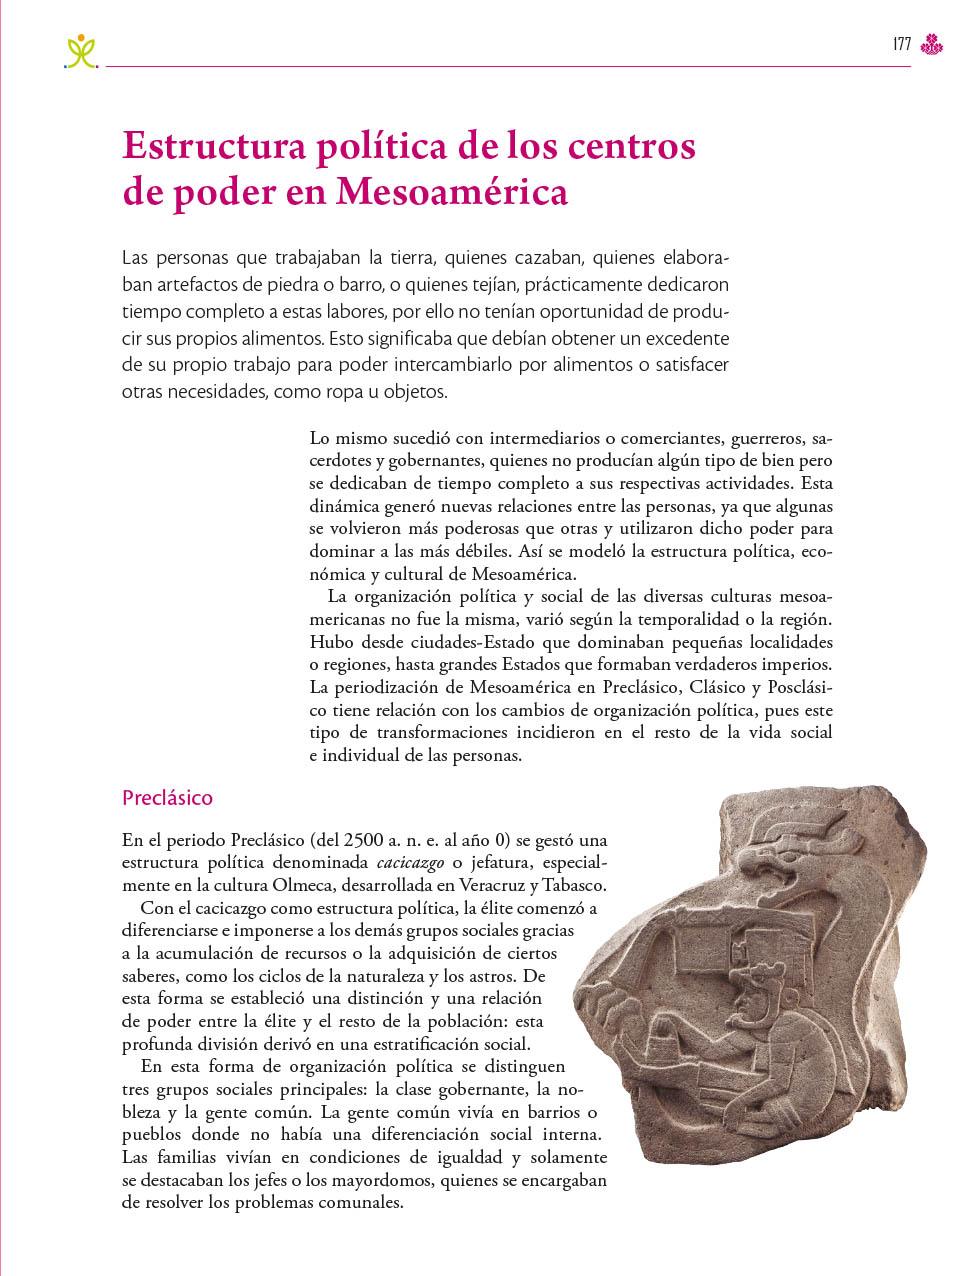 177
Estructura política de los centros
de poder en Mesoamérica
Las personas que trabajaban la tierra, quienes cazaban, quienes elabora-
ban artefactos de piedra o barro, o quienes tejían, prácticamente dedicaron
tiempo completo a estas labores, por ello no tenían oportunidad de produ-
cir sus propios alimentos. Esto significaba que debían obtener un excedente
de su propio trabajo para poder intercambiarlo por alimentos o satisfacer
otras necesidades, como ropa u objetos.
Lo mismo sucedió con intermediarios o comerciantes, guerreros, sa-
cerdotes y gobernantes, quienes no producían algún tipo de bien pero
se dedicaban de tiempo completo a sus respectivas actividades. Esta
dinámica generó nuevas relaciones entre las personas, ya que algunas
se volvieron más poderosas que otras y utilizaron dicho poder para
dominar a las más débiles. Así se modeló la estructura política, eco-
nómica y cultural de Mesoamérica.
La organización política y social de las diversas culturas mesoa-
mericanas no fue la misma, varió según la temporalidad o la región.
Hubo desde ciudades-Estado que dominaban pequeñas localidades
o regiones, hasta grandes Estados que formaban verdaderos imperios.
La periodización de Mesoamérica en Preclásico, Clásico y Posclási-
co tiene relación con los cambios de organización política, pues este
tipo de transformaciones incidieron en el resto de la vida social
e individual de las personas.
Preclásico
En el periodo Preclásico (del 2500 a. n. e. al año 0) se gestó una
estructura política denominada cacicazgo o jefatura, especial-
mente en la cultura Olmeca, desarrollada en Veracruz y Tabasco.
Con el cacicazgo como estructura política, la élite comenzó a
diferenciarse e imponerse a los demás grupos sociales gracias
a la acumulación de recursos o la adquisición de ciertos
saberes, como los ciclos de la naturaleza y los astros. De
esta forma se estableció una distinción y una relación
de poder entre la élite y el resto de la población: esta
profunda división derivó en una estratificación social.
En esta forma de organización política se distinguen
tres grupos sociales principales: la clase gobernante, la no-
bleza y la gente común. La gente común vivía en barrios o
pueblos donde no había una diferenciación social interna.
Las familias vivían en condiciones de igualdad y solamente
se destacaban los jefes o los mayordomos, quienes se encargaban
de resolver los problemas comunales.